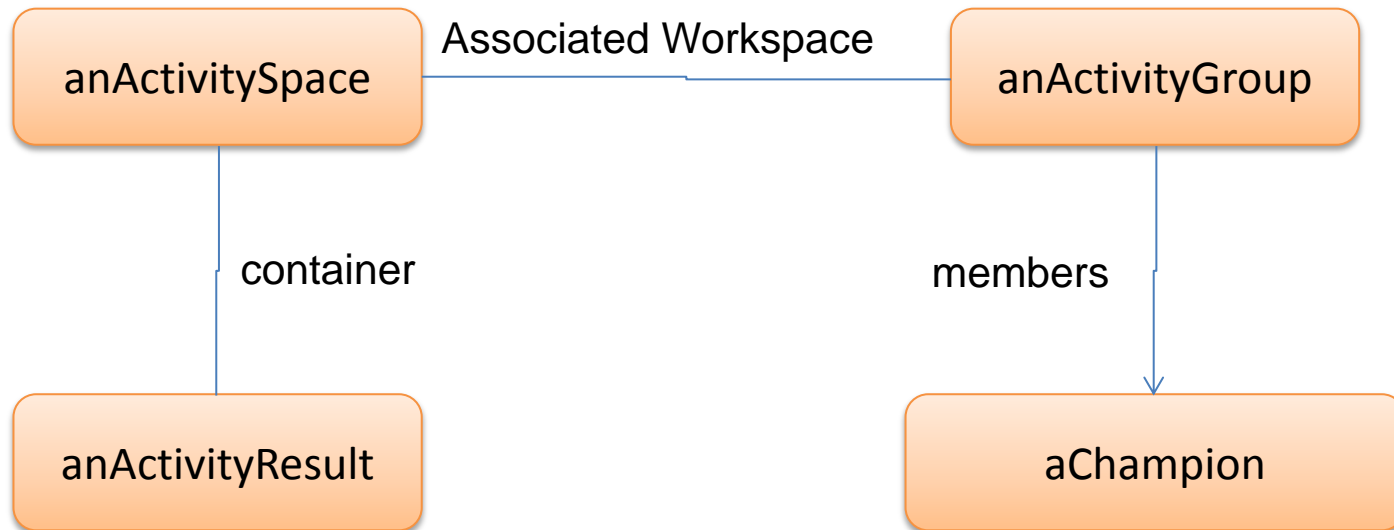 Associated Workspace
anActivitySpace
anActivityGroup
container
members
anActivityResult
aChampion